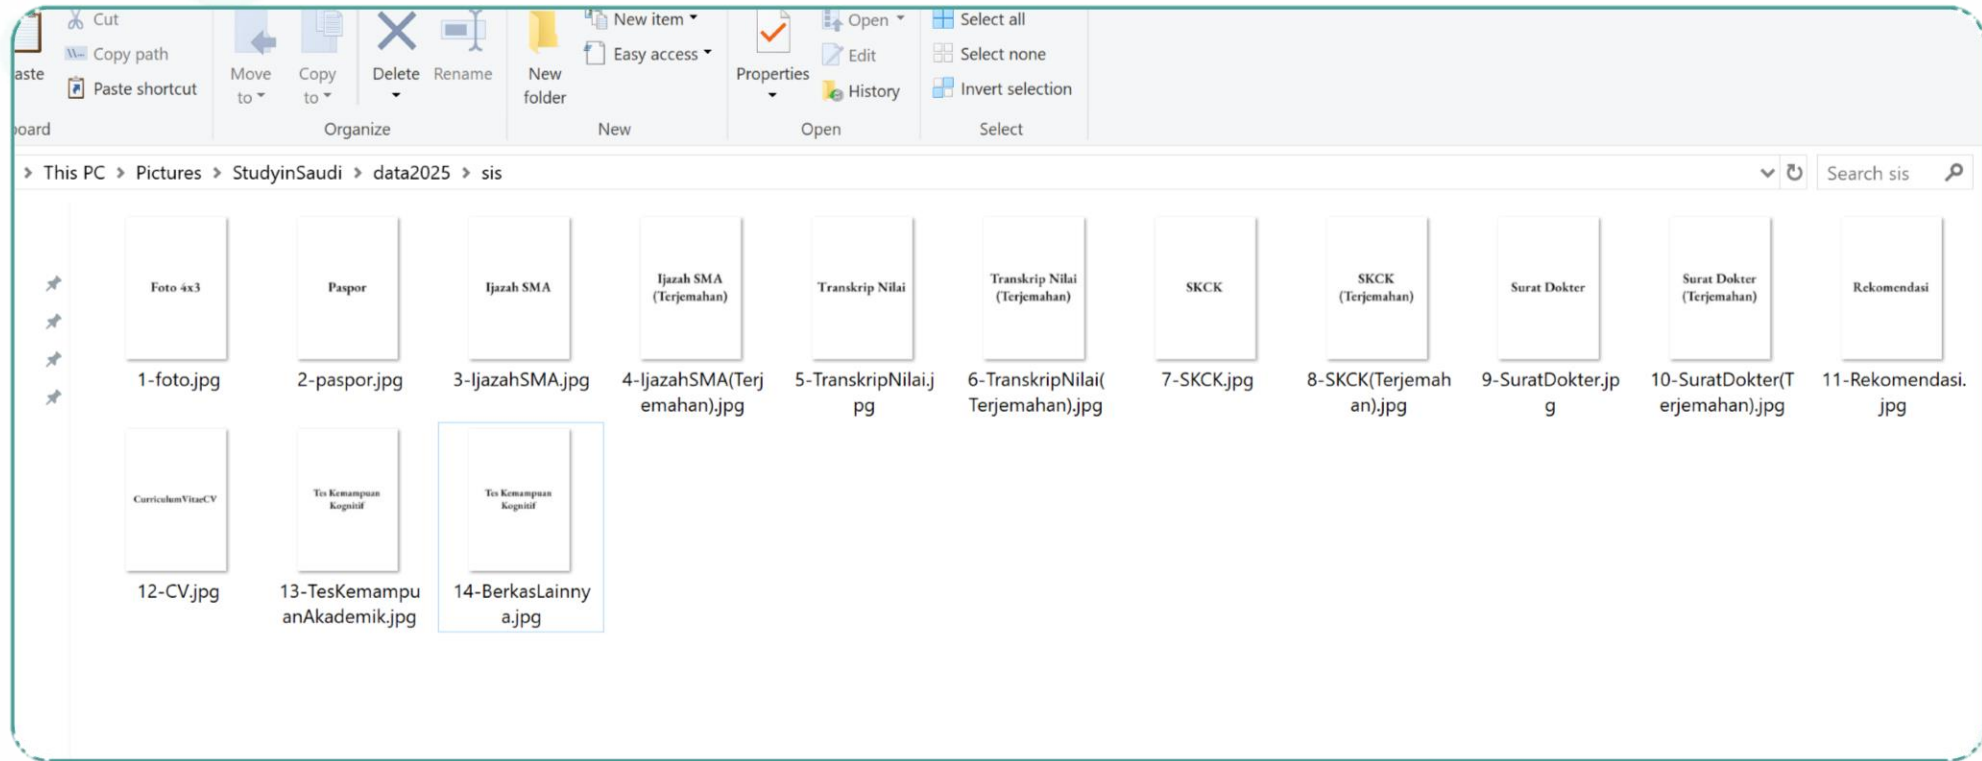 Cut
New item
Open
Select all
Copy path
Easy access
Edit
Select none
aste
Move to
Copy to
Delete
Rename
New folder
Properties
Paste shortcut
History
Invert selection
oard
Organize
New
Open
Select
> This PC > Pictures > StudyinSaudi > data2025 > sis
Search sis
Foto 4x3
Paspor
Ijazah SMA
Ijazah SMA
(Terjemahan)
Transkrip Nilai
Transkrip Nilai
(Terjemahan)
SKCK
SKCK
(Terjemahan)
Surat Dokter
Surat Dokter
(Terjemahan)
Rekomendasi
1-foto.jpg
2-paspor.jpg
3-IjazahSMA.jpg
4-IjazahSMA(Terj
emahan).jpg
5-TranskripNilai.j
pg
6-TranskripNilai(
Terjemahan).jpg
7-SKCK.jpg
8-SKCK(Terjemah
an).jpg
9-SuratDokter.jp
g
10-SuratDokter(T
erjemahan).jpg
11-Rekomendasi.
jpg
CurriculumVitaeCV
Tes Kemampuan
Kognitif
Tes Kemampuan
Kognitif
12-CV.jpg
13-TesKemampu
anAkademik.jpg
14-BerkasLainny
a.jpg